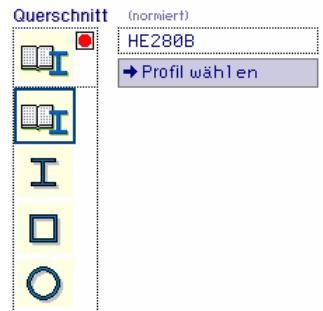 Querschnitt (normiert)
HE280B
➔ Profil wählen